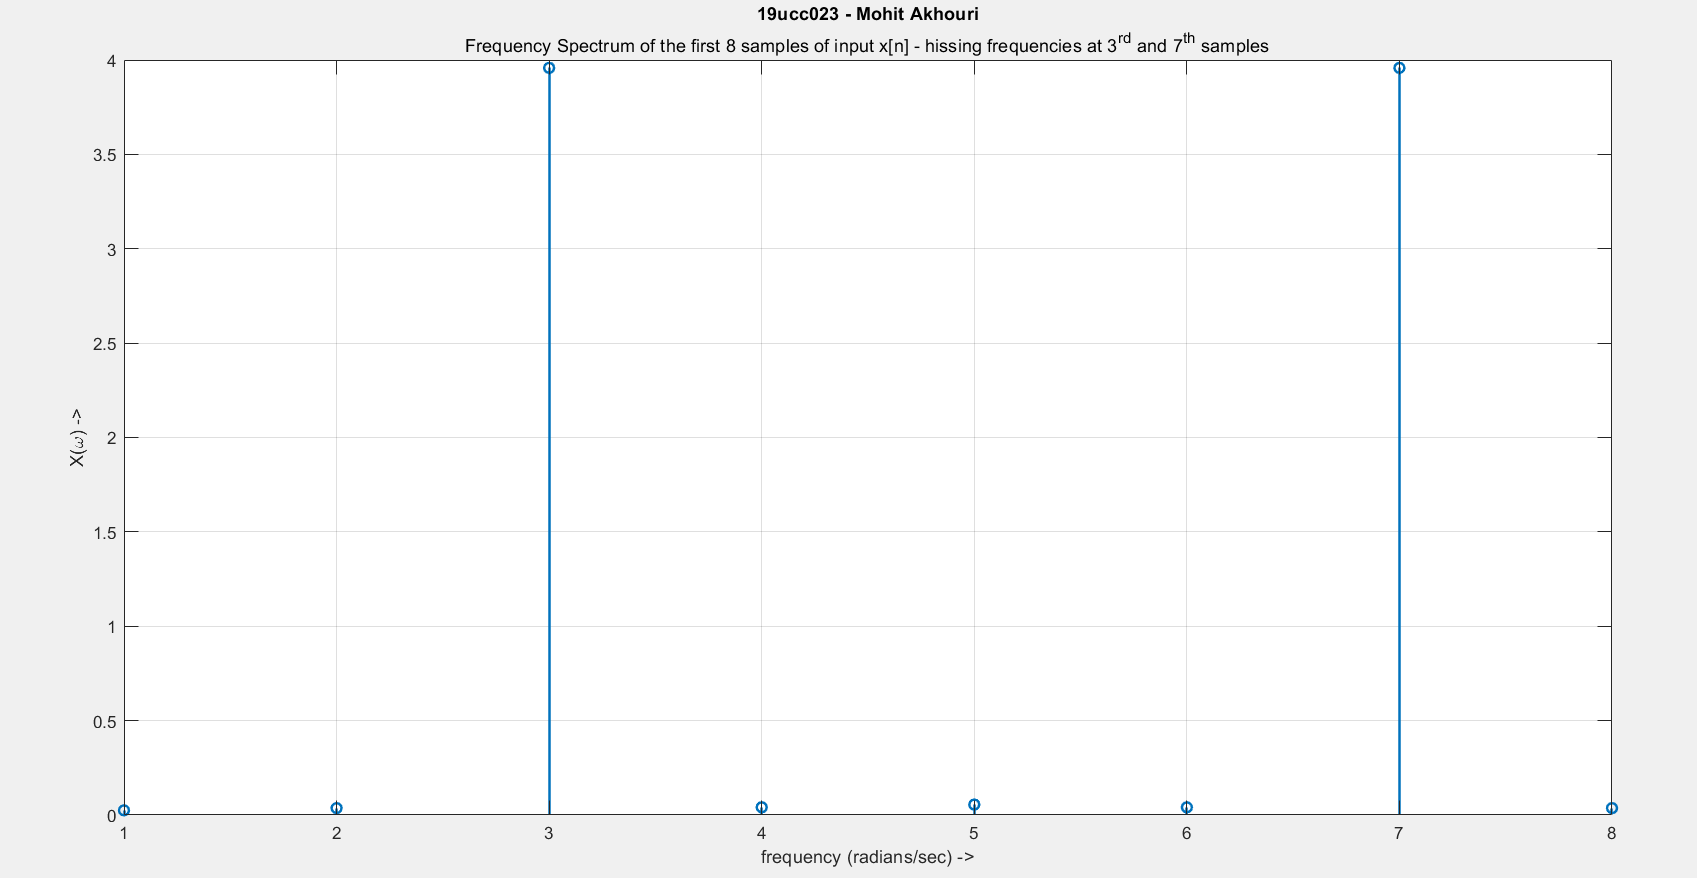 19ucc023 - Mohit Akhouri
Frequency Spectrum of the first 8 samples of input x[n] - hissing frequencies at 3rd and 7th samples
4
3.5
3
2.5
2
1.5
1
0.5
0
X(ω) ->
1 2 3 4 5 6 7 8
frequency (radians/sec) ->